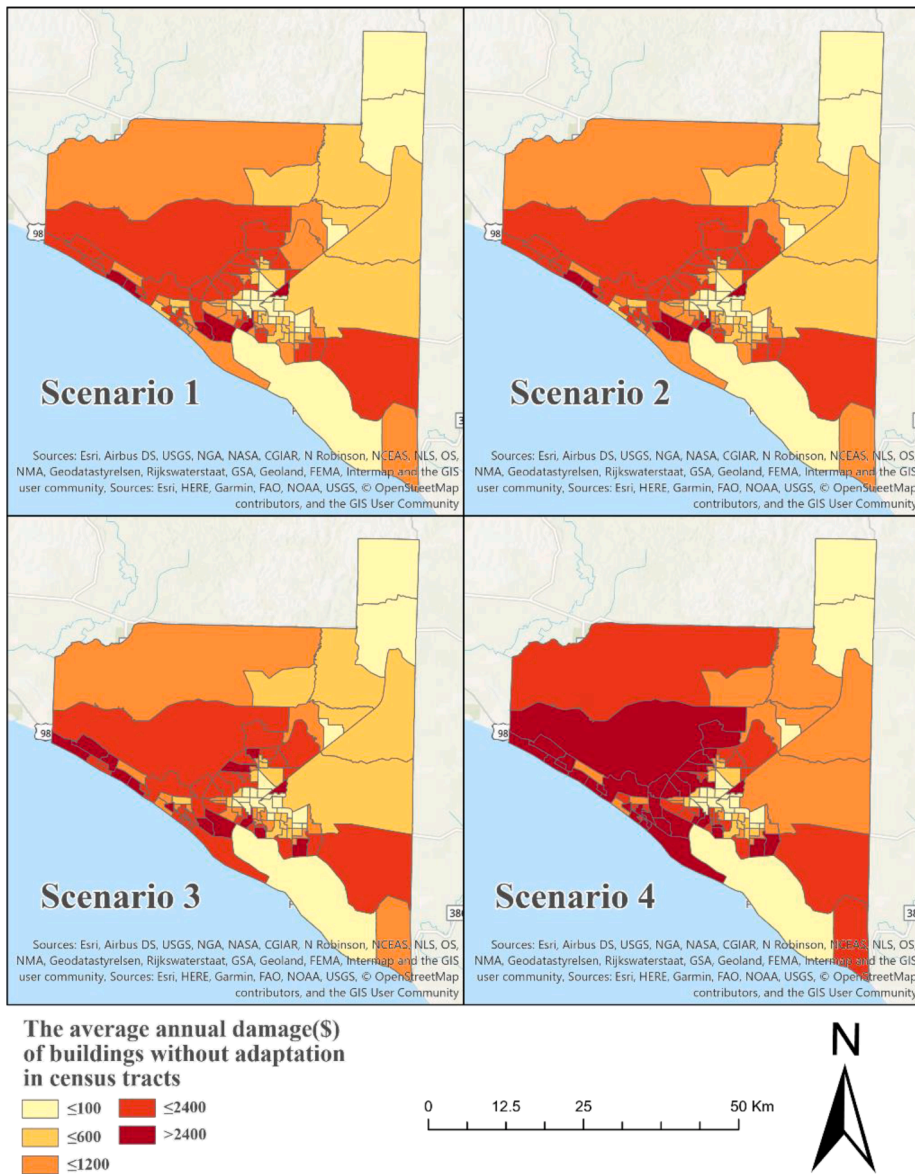 98
98
Scenario 1
Scenario 2
Sources: Esri, Airbus DS, USGS, NGA, NASA, CGIAR, N Robinson, NCEAS, NLS, OS,
NMA, Geodatastyrelsen, Rijkswaterstaat, GSA, Geoland, FEMA, Intermap and the GIS
user community, Sources: Esri, HERE, Garmin, FAO, NOAA, USGS, © OpenStreetMap
contributors, and the GIS User Community
Sources: Esri, Airbus DS, USGS, NGA, NASA, CGIAR, N Robinson, NCEAS, NLS, OS,
NMA, Geodatastyrelsen, Rijkswaterstaat, GSA, Geoland, FEMA, Intermap and the GIS
user community, Sources: Esri, HERE, Garmin, FAO, NOAA, USGS, © OpenStreetMap
contributors, and the GIS User Community
98
98
Scenario 3
Scenario 4
Sources: Esri, Airbus DS, USGS, NGA, NASA, CGIAR, N Robinson, NCEAS, NLS, OS,
NMA, Geodatastyrelsen, Rijkswaterstaat, GSA, Geoland, FEMA, Intermap and the GIS
user community, Sources: Esri, HERE, Garmin, FAO, NOAA, USGS, © OpenStreetMap
contributors, and the GIS User Community
Sources: Esri, Airbus DS, USGS, NGA, NASA, CGIAR, N Robinson, NCEAS, NLS, OS,
NMA, Geodatastyrelsen, Rijkswaterstaat, GSA, Geoland, FEMA, Intermap and the GIS
user community, Sources: Esri, HERE, Garmin, FAO, NOAA, USGS, © OpenStreetMap
contributors, and the GIS User Community
The average annual damage($)
of buildings without adaptation
in census tracts
≤100
≤2400
≤600
>2400
≤1200
0 12.5 25 50 Km
N